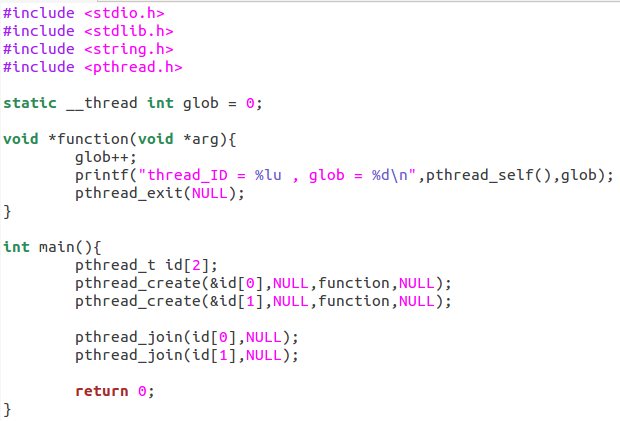 #include <stdio.h>
#include <stdlib.h>
#include <string.h>
#include <pthread.h>

static __thread int glob = 0;

void *function(void *arg){
        glob++;
        printf("thread_ID = %lu , glob = %d\n",pthread_self(),glob);
        pthread_exit(NULL);
}

int main(){
        pthread_t id[2];
        pthread_create(&id[0],NULL,function,NULL);
        pthread_create(&id[1],NULL,function,NULL);

        pthread_join(id[0],NULL);
        pthread_join(id[1],NULL);

        return 0;
}